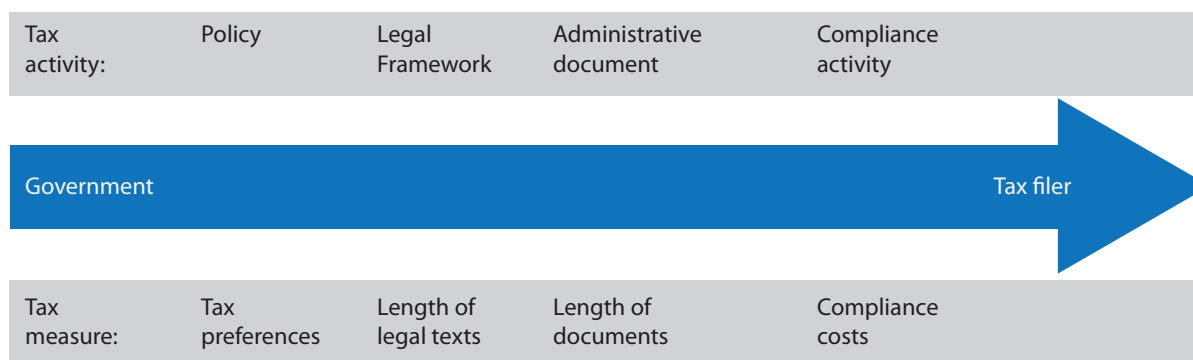 Tax activity:
Policy
Legal Framework
Administrative document
Compliance activity
Government
Tax filer
Tax measure:
Tax preferences
Length of legal texts
Length of documents
Compliance costs